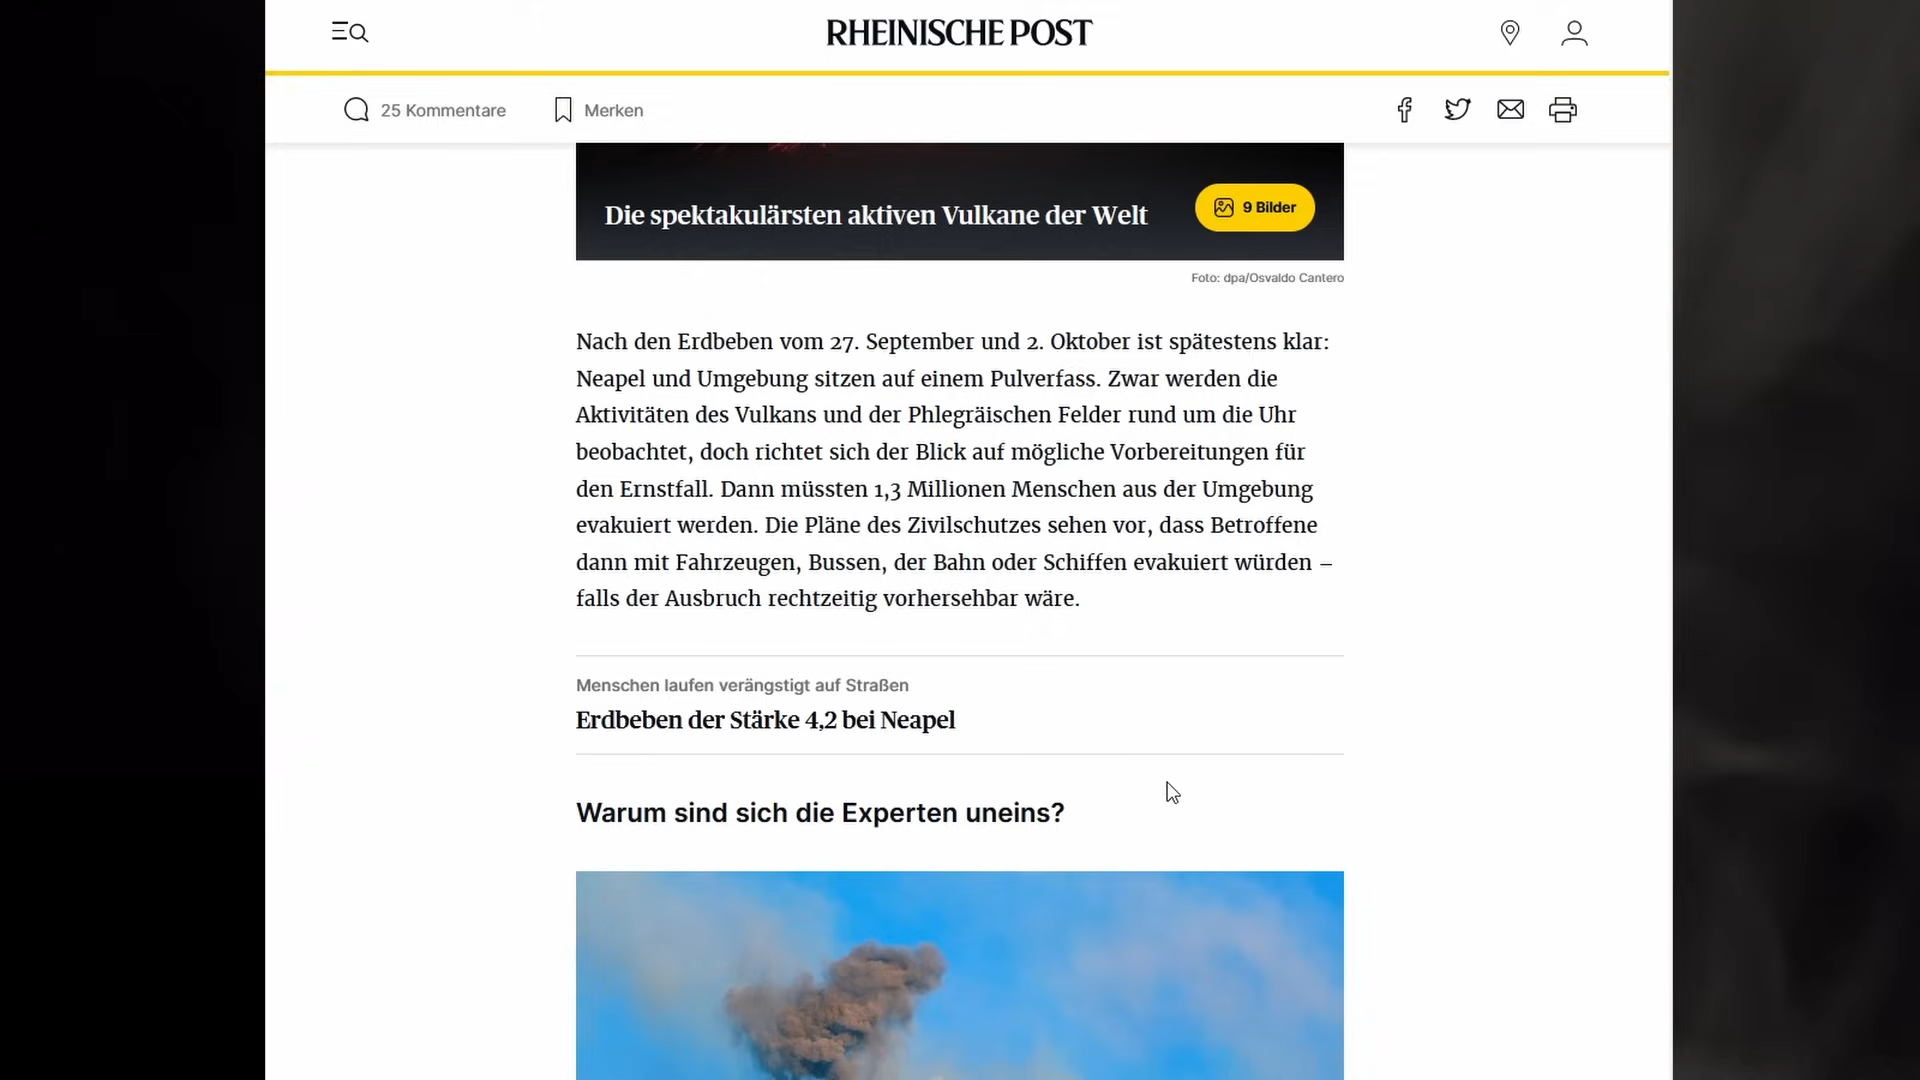 RHEINISCHE POST
25 Kommentare
Merken
Die spektakulärsten aktiven Vulkane der Welt
9 Bilder
Foto: dpa/Osvaldo Cantero
Nach den Erdbeben vom 27. September und 2. Oktober ist spätestens klar:
Neapel und Umgebung sitzen auf einem Pulverfass. Zwar werden die
Aktivitäten des Vulkans und der Phlegräischen Felder rund um die Uhr
beobachtet, doch richtet sich der Blick auf mögliche Vorbereitungen für
den Ernstfall. Dann müssten 1,3 Millionen Menschen aus der Umgebung
evakuiert werden. Die Pläne des Zivilschutzes sehen vor, dass Betroffene
dann mit Fahrzeugen, Bussen, der Bahn oder Schiffen evakuiert würden –
falls der Ausbruch rechtzeitig vorhersehbar wäre.
Menschen laufen verängstigt auf Straßen
Erdbeben der Stärke 4,2 bei Neapel
Warum sind sich die Experten uneins?